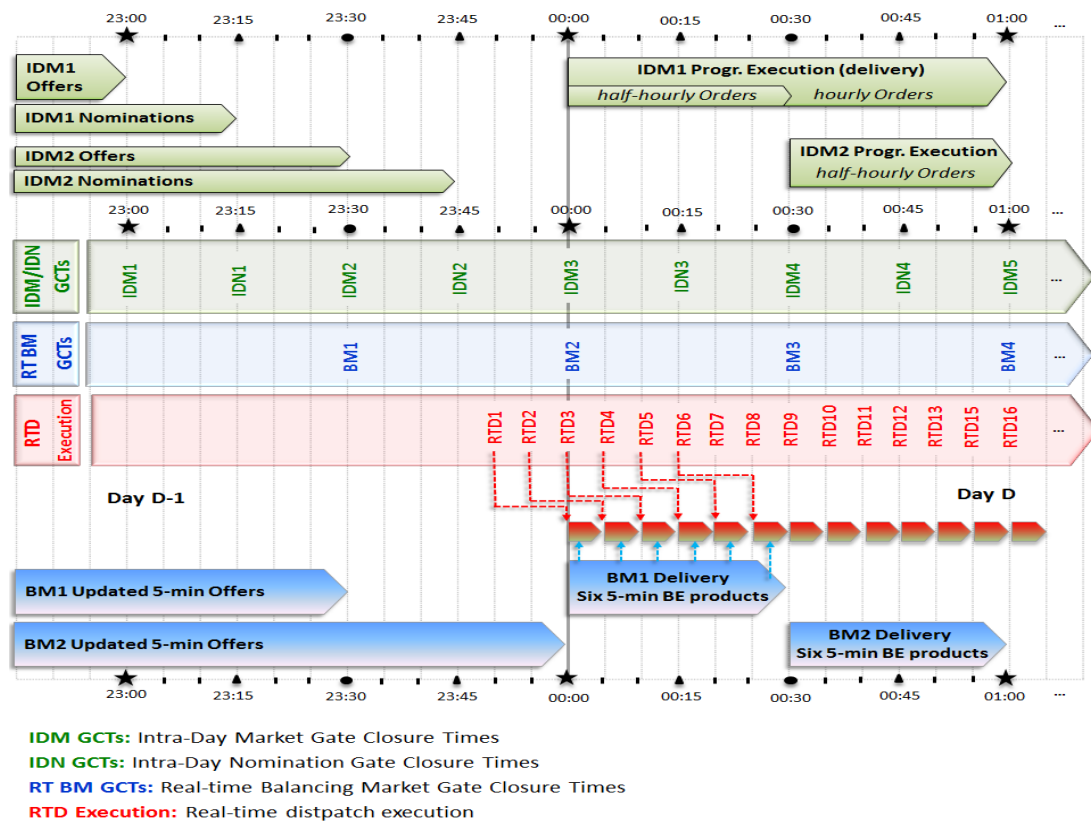 23:00 23:15 23:30 23:45 00:00 00:15 00:30 00:45 01:00 ...
IDM1
Offers
IDM1 Progr. Execution (delivery)
half-hourly Orders hourly Orders
IDM1 Nominations
IDM2 Offers
IDM2 Progr. Execution
half-hourly Orders
IDM2 Nominations
23:00 23:15 23:30 23:45 00:00 00:15 00:30 00:45 01:00 ...
IDM/IDN
GCTs
IDM1 IDN1 IDM2 IDN2 IDM3 IDN3 IDM4 IDN4 IDM5 ...
RT BM
GCTs
BM1 BM2 BM3 BM4 ...
RTD
Execution
RTD1 RTD2 RTD3 RTD4 RTD5 RTD6 RTD7 RTD8 RTD9 RTD10 RTD11 RTD12 RTD13 RTD15 RTD16 ...
Day D-1
Day D
BM1 Updated 5-min Offers
BM1 Delivery
Six 5-min BE products
BM2 Updated 5-min Offers
BM2 Delivery
Six 5-min BE products
23:00 23:15 23:30 23:45 00:00 00:15 00:30 00:45 01:00 ...
IDM GCTs: Intra-Day Market Gate Closure Times
IDN GCTs: Intra-Day Nomination Gate Closure Times
RT BM GCTs: Real-time Balancing Market Gate Closure Times
RTD Execution: Real-time distpatch execution